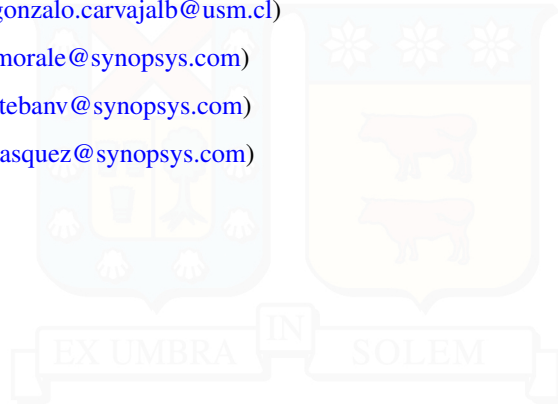 gonzalo.carvajalb@usm.cl)
morale@synopsys.com)
tebanv@synopsys.com)
asquez@synopsys.com)
EX UMBRA IN SOLEM